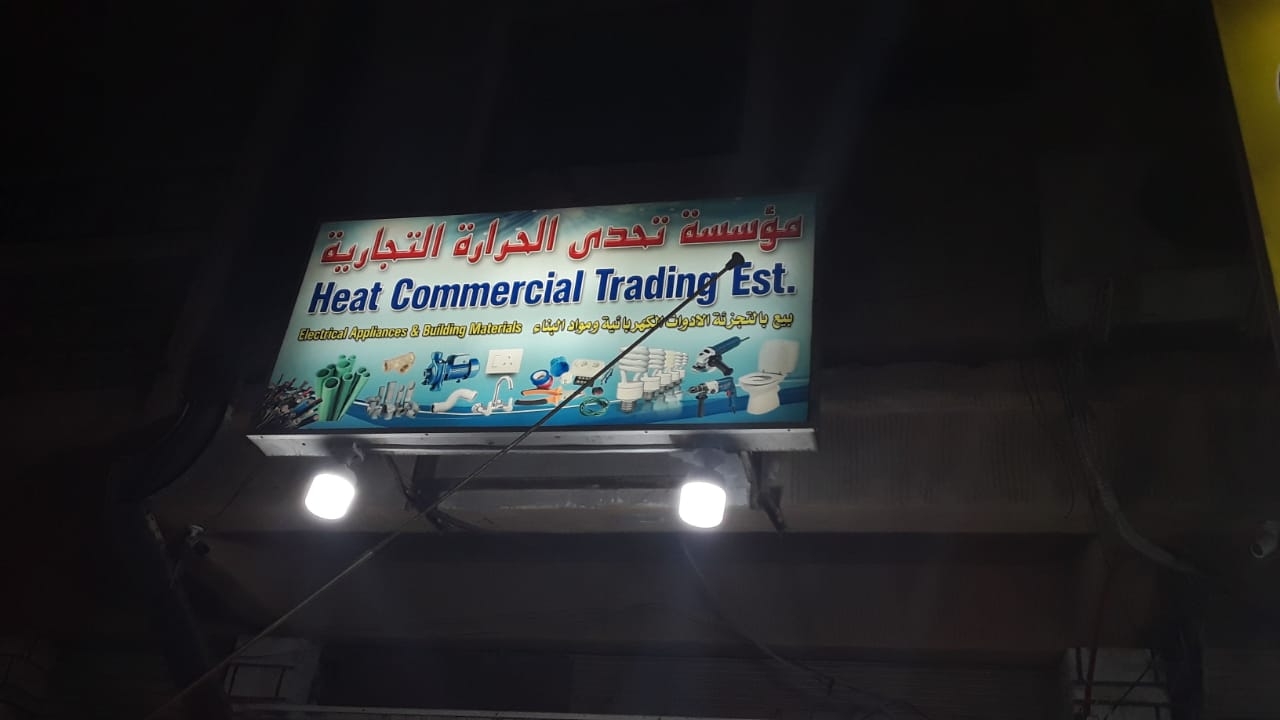 مؤسسة تحدى الحرارة التجارية
Heat Commercial Trading Est.
بيع بالتجزئة الادوات الكهربائية ومواد البناء
Electrical Appliances & Building Materials